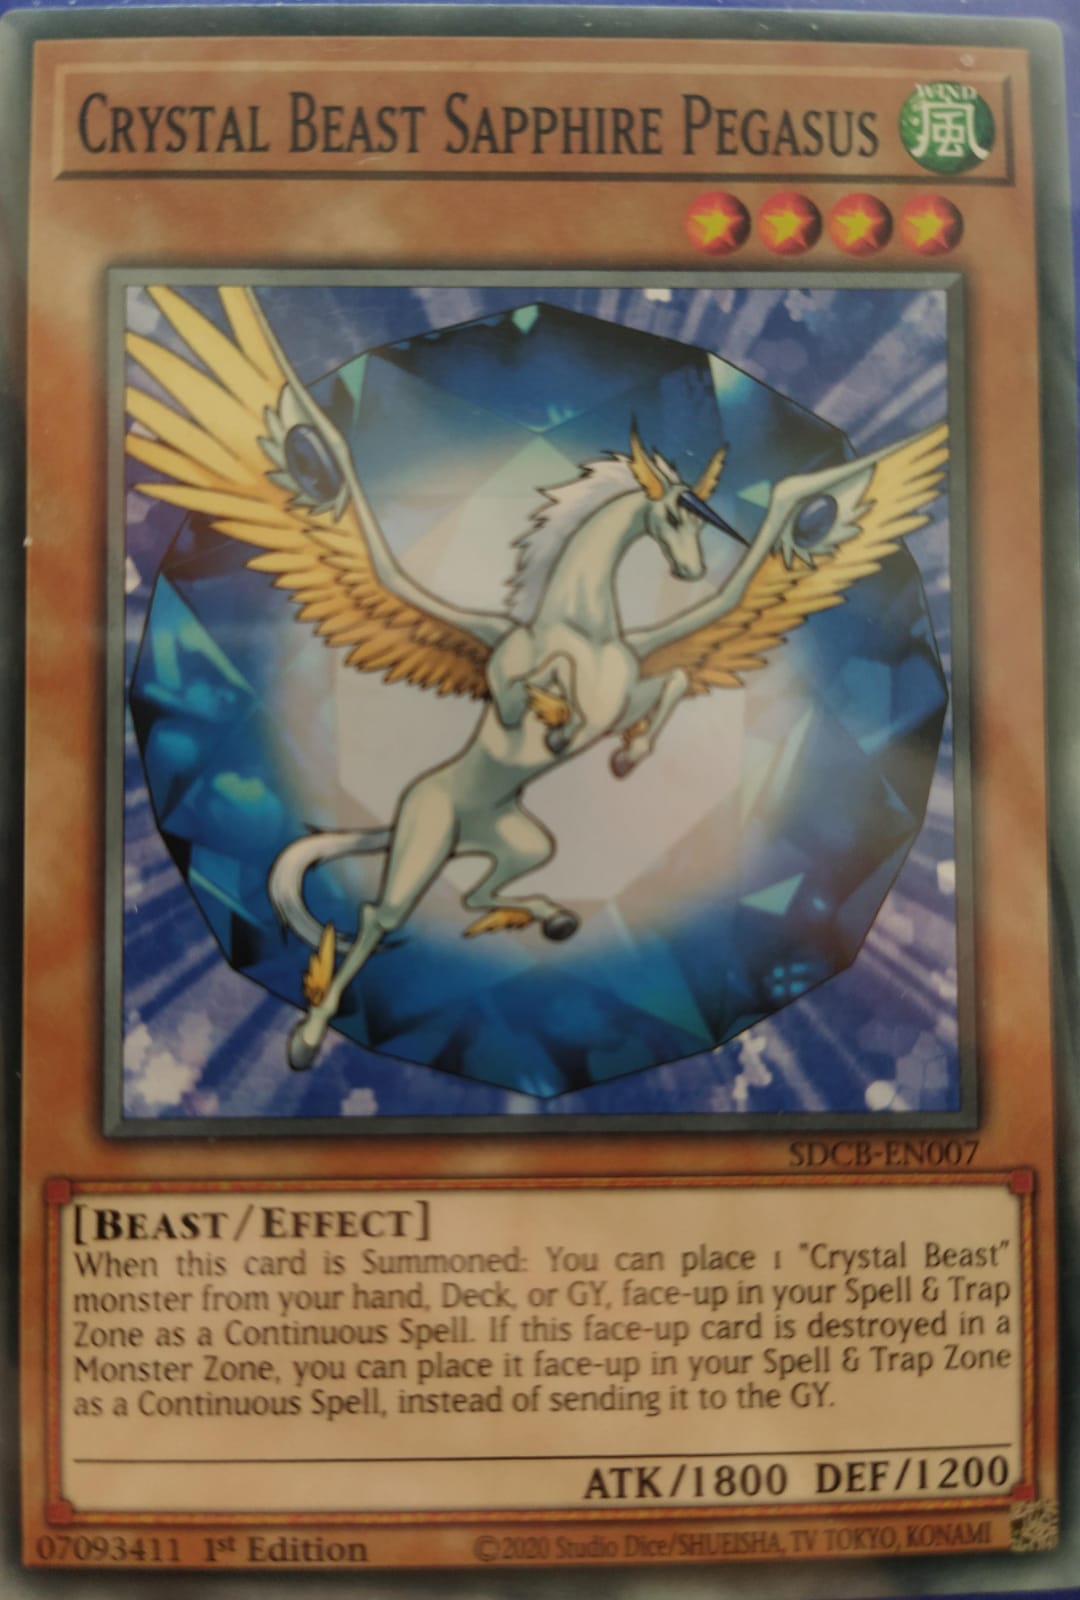 Crystal Beast Sapphire Pegasus
WIND
風
SDCB-EN007
[Beast/Effect]
When this card is Summoned: You can place 1 "Crystal Beast"
monster from your hand, Deck, or GY, face-up in your Spell & Trap
Zone as a Continuous Spell. If this face-up card is destroyed in a
Monster Zone, you can place it face-up in your Spell & Trap Zone
as a Continuous Spell, instead of sending it to the GY.
ATK/1800 DEF/1200
07093411 1st Edition
©2020 Studio Dice/SHUEISHA, TV TOKYO, KONAMI